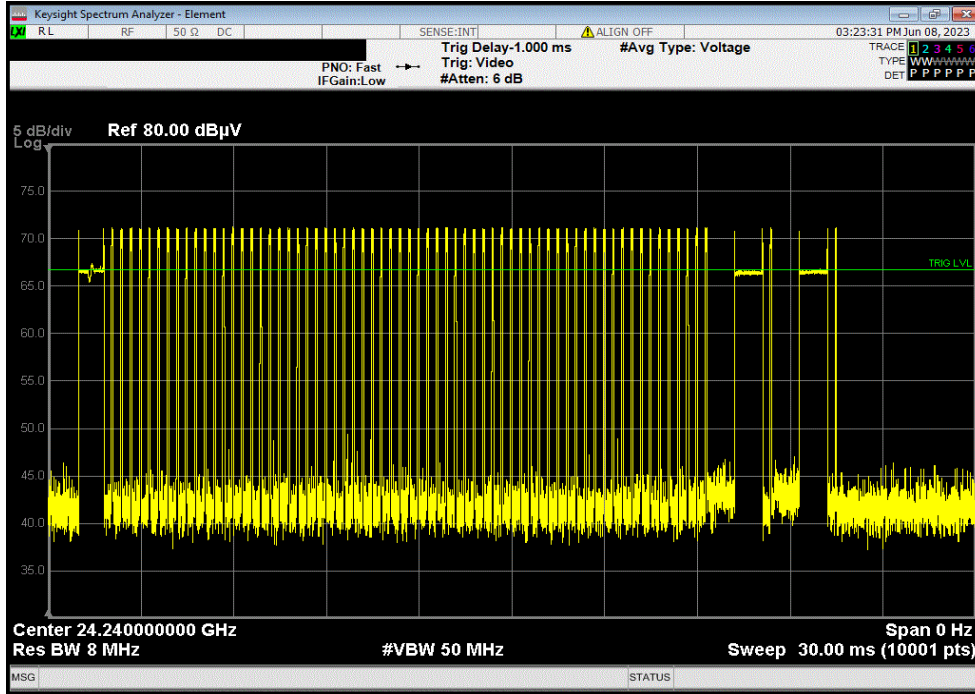 Keysight Spectrum Analyzer - Element
LXI RL RF 50 Ω DC SENSE:INT ALIGN OFF 03:23:31 PM Jun 08, 2023
Trig Delay-1.000 ms #Avg Type: Voltage TRACE 1 2 3 4 5 6
PNO: Fast Trig: Video TYPE WWWWWW
IFGain:Low #Atten: 6 dB DET P P P P P P
5 dB/div Ref 80.00 dBµV
Log
75.0
70.0
TRIG LVL
65.0
60.0
55.0
50.0
45.0
40.0
35.0
Center 24.240000000 GHz Span 0 Hz
Res BW 8 MHz #VBW 50 MHz Sweep 30.00 ms (10001 pts)
MSG STATUS